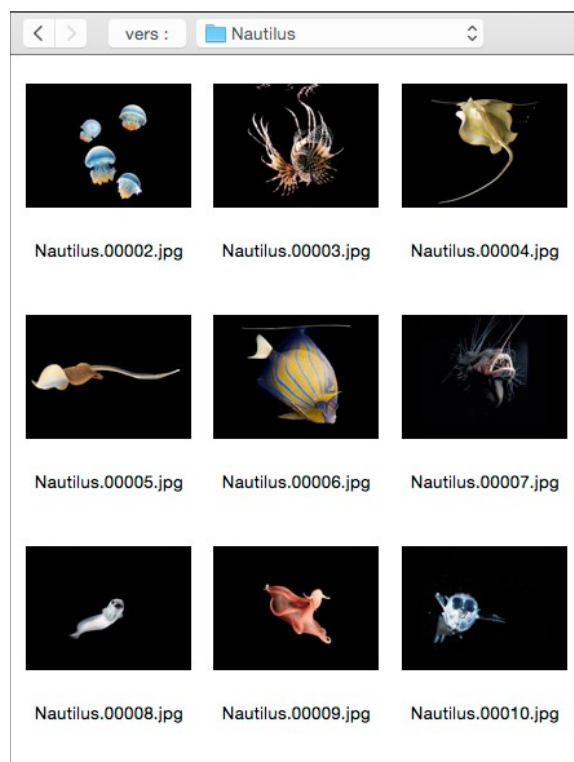 vers : Nautilus
Nautilus.00002.jpg Nautilus.00003.jpg Nautilus.00004.jpg
Nautilus.00005.jpg Nautilus.00006.jpg Nautilus.00007.jpg
Nautilus.00008.jpg Nautilus.00009.jpg Nautilus.00010.jpg